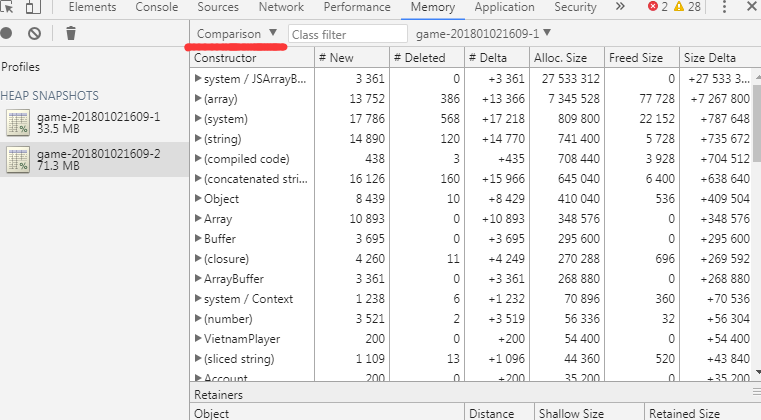 Elements Console Sources Network Performance Memory Application Security » 2 28
Comparison ▼ Class filter game-201801021609-1 ▼
Profiles
HEAP SNAPSHOTS
game-201801021609-1
33.5 MB
game-201801021609-2
71.3 MB
Constructor # New # Deleted # Delta Alloc. Size Freed Size Size Delta
system / JSArrayB... 3 361 0 +3 361 27 533 312 0 +27 533 3...
(array) 13 752 386 +13 366 7 345 528 77 728 +7 267 800
(system) 17 786 568 +17 218 809 800 22 152 +787 648
(string) 14 890 120 +14 770 741 400 5 728 +735 672
(compiled code) 438 3 +435 708 440 3 928 +704 512
(concatenated stri... 16 126 160 +15 966 645 040 6 400 +638 640
Object 8 439 10 +8 429 410 040 536 +409 504
Array 10 893 0 +10 893 348 576 0 +348 576
Buffer 3 695 0 +3 695 295 600 0 +295 600
(closure) 4 260 11 +4 249 270 288 696 +269 592
ArrayBuffer 3 361 0 +3 361 268 880 0 +268 880
system / Context 1 238 6 +1 232 70 896 360 +70 536
(number) 3 521 2 +3 519 56 336 32 +56 304
VietnamPlayer 200 0 +200 54 400 0 +54 400
(sliced string) 1 109 13 +1 096 44 360 520 +43 840
Account 200 0 +200 35 200 0 +35 200
Retainers
Object Distance Shallow Size Retained Size